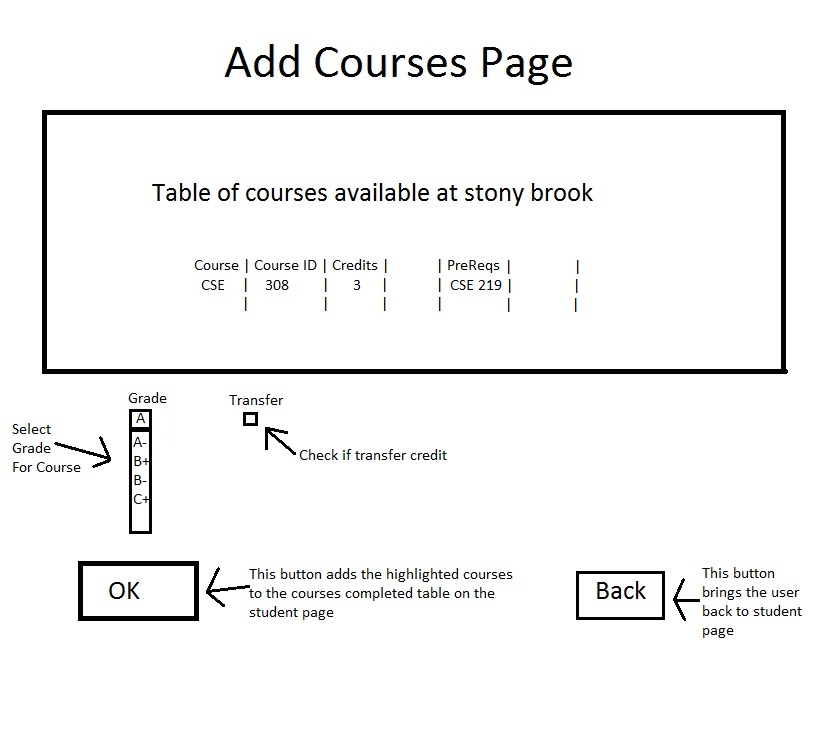 Add Courses Page
Table of courses available at stony brook
Course | Course ID | Credits | | PreReqs | |
CSE | 308 | 3 | | CSE 219 | |
| | | | | |
Grade
Transfer
A
Select
Grade
For Course
A-
B+
B-
C+
Check if transfer credit
OK
This button adds the highlighted courses
to the courses completed table on the
student page
Back
This button
brings the user
back to student
page